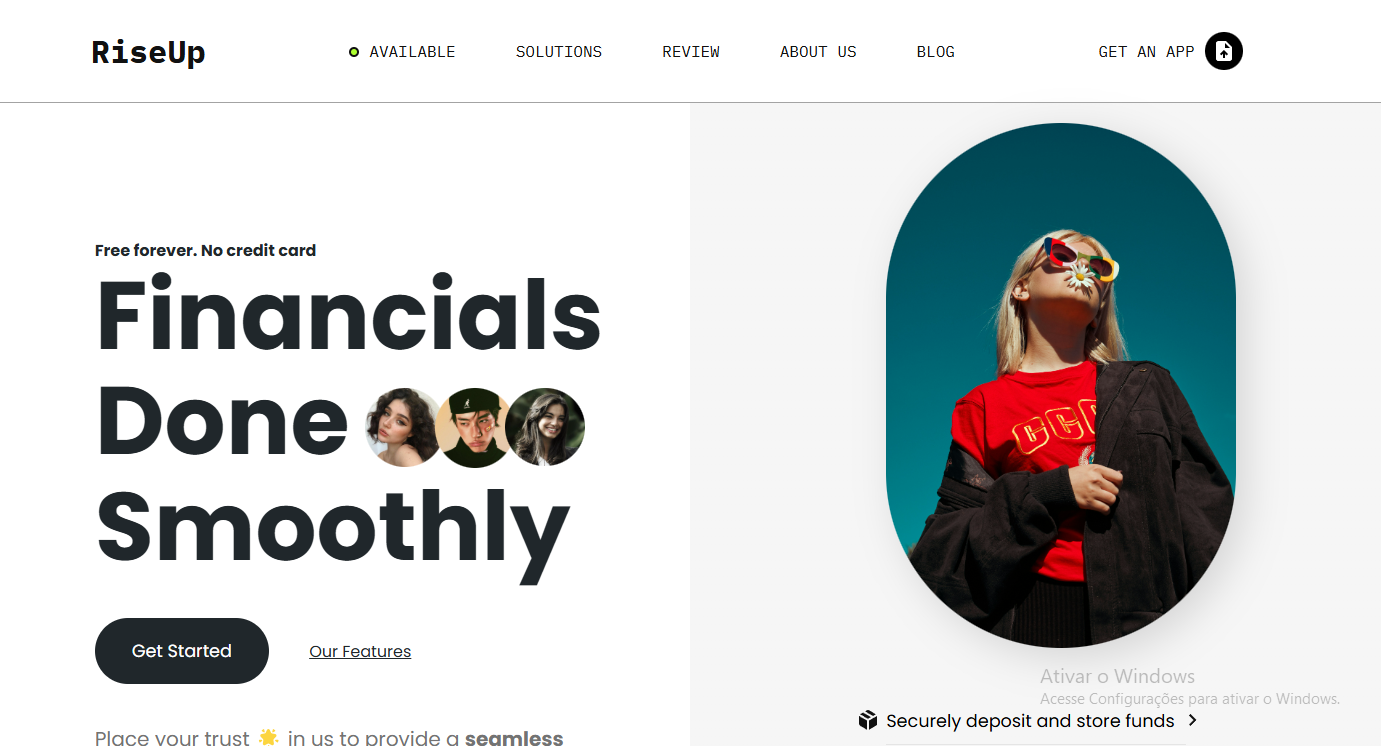 RiseUp
AVAILABLE
SOLUTIONS
REVIEW
ABOUT US
BLOG
GET AN APP
Free forever. No credit card
Financials
Done
Smoothly
Get Started
Our Features
Place your trust 🌟 in us to provide a seamless
CCC
Ativar o Windows
Acesse Configurações para ativar o Windows.
Securely deposit and store funds